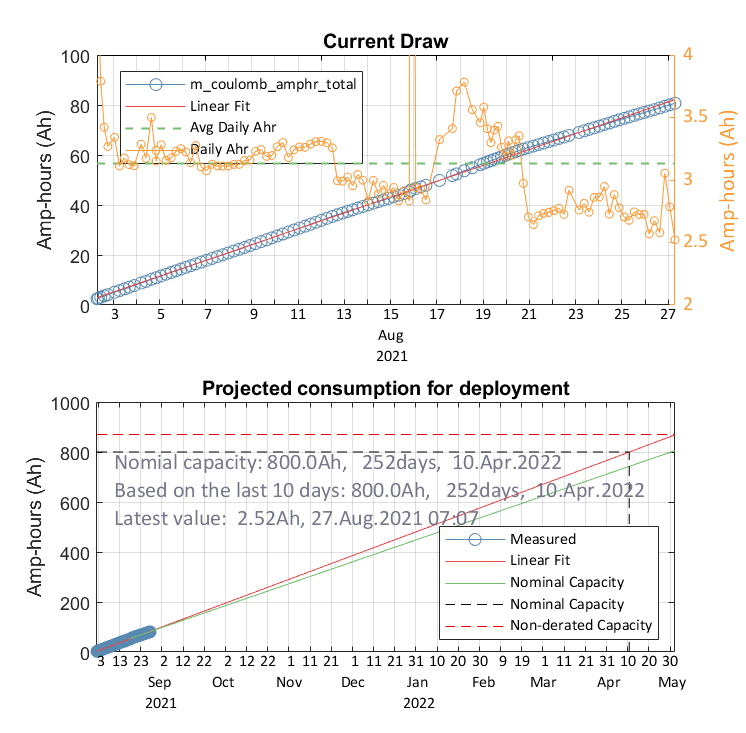 Current Draw
100
80
60
40
20
0
Amp-hours (Ah)
m_coulomb_amphr_total
Linear Fit
Avg Daily Ahr
Daily Ahr
4
3.5
3
2.5
2
Amp-hours (Ah)
3 5 7 9 11 13 15 17 19 21 23 25 27
Aug
2021
Projected consumption for deployment
1000
800
600
400
200
0
Amp-hours (Ah)
Nomial capacity: 800.0Ah, 252days, 10.Apr.2022
Based on the last 10 days: 800.0Ah, 252days, 10.Apr.2022
Latest value: 2.52Ah, 27.Aug.2021 07:07
Measured
Linear Fit
Nominal Capacity
Nominal Capacity
Non-derated Capacity
3 13 23 2 12 22 2 12 22 1 11 21 1 11 21 31 10 20 30 9 19 1 11 21 31 10 20 30
Sep Oct Nov Dec Jan Feb Mar Apr May
2021 2022